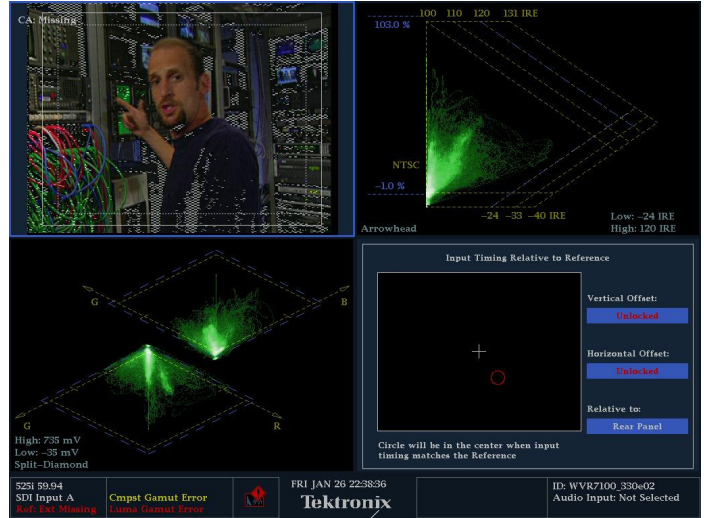 CA: Missing
100 110 120 131 IRE
103.0 %
NTSC
-1.0 %
-24 -33 -40 IRE
Low: -24 IRE
High: 120 IRE
Arrowhead
G
B
G
R
High: 735 mV
Low: -35 mV
Split-Diamond
Input Timing Relative to Reference
Vertical Offset:
Unlocked
Horizontal Offset:
Unlocked
Relative to:
Rear Panel
Circle will be in the center when input
timing matches the Reference
525i 59.94
SDI Input A
Ref: Ext Missing
Cmpst Gamut Error
Luma Gamut Error
FRI JAN 26 22:38:36
Tektronix
ID: WVR7100_330e02
Audio Input: Not Selected